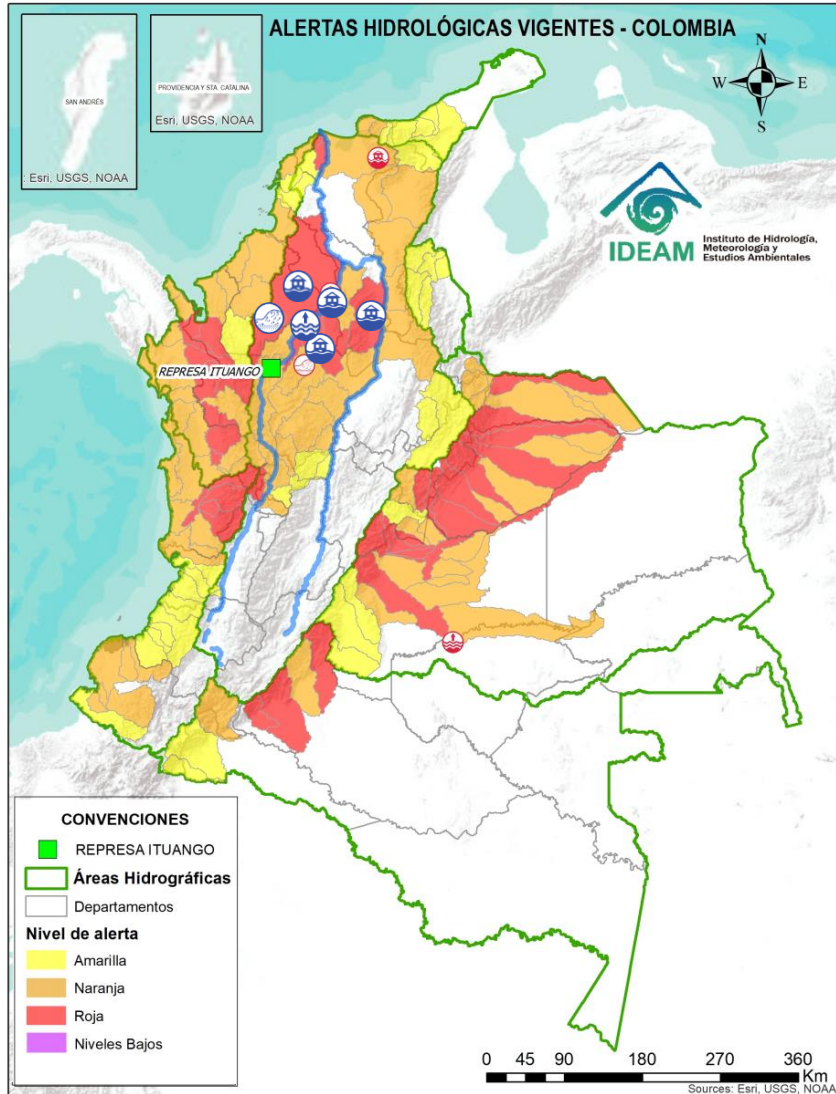 ALERTAS HIDROLÓGICAS VIGENTES - COLOMBIA
SAN ANDRÉS
: Esri, USGS, NOAA
PROVIDENCIA Y STA. CATALINA
Esri, USGS, NOAA
N
W
E
S
IDEAM
Instituto de Hidrología,
Meteorología y
Estudios Ambientales
REPRESA ITUANGO
CONVENCIONES
REPRESA ITUANGO
Áreas Hidrográficas
Departamentos
Nivel de alerta
Amarilla
Naranja
Roja
Niveles Bajos
0 45 90 180 270 360
Km
Sources: Esri, USGS, NOAA